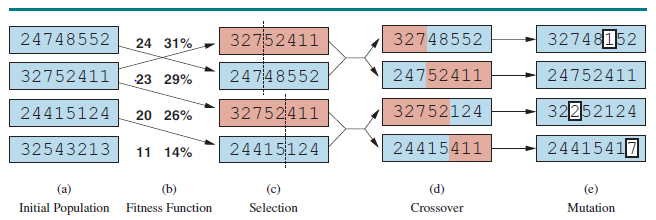 24748552 24 31% 32752411 32748552 32748152
32752411 23 29% 24748552 24752411 24752411
24415124 20 26% 32752411 32752124 32252124
32543213 11 14% 24415124 24415411 24415417
(a) (b) (c) (d) (e)
Initial Population Fitness Function Selection Crossover Mutation